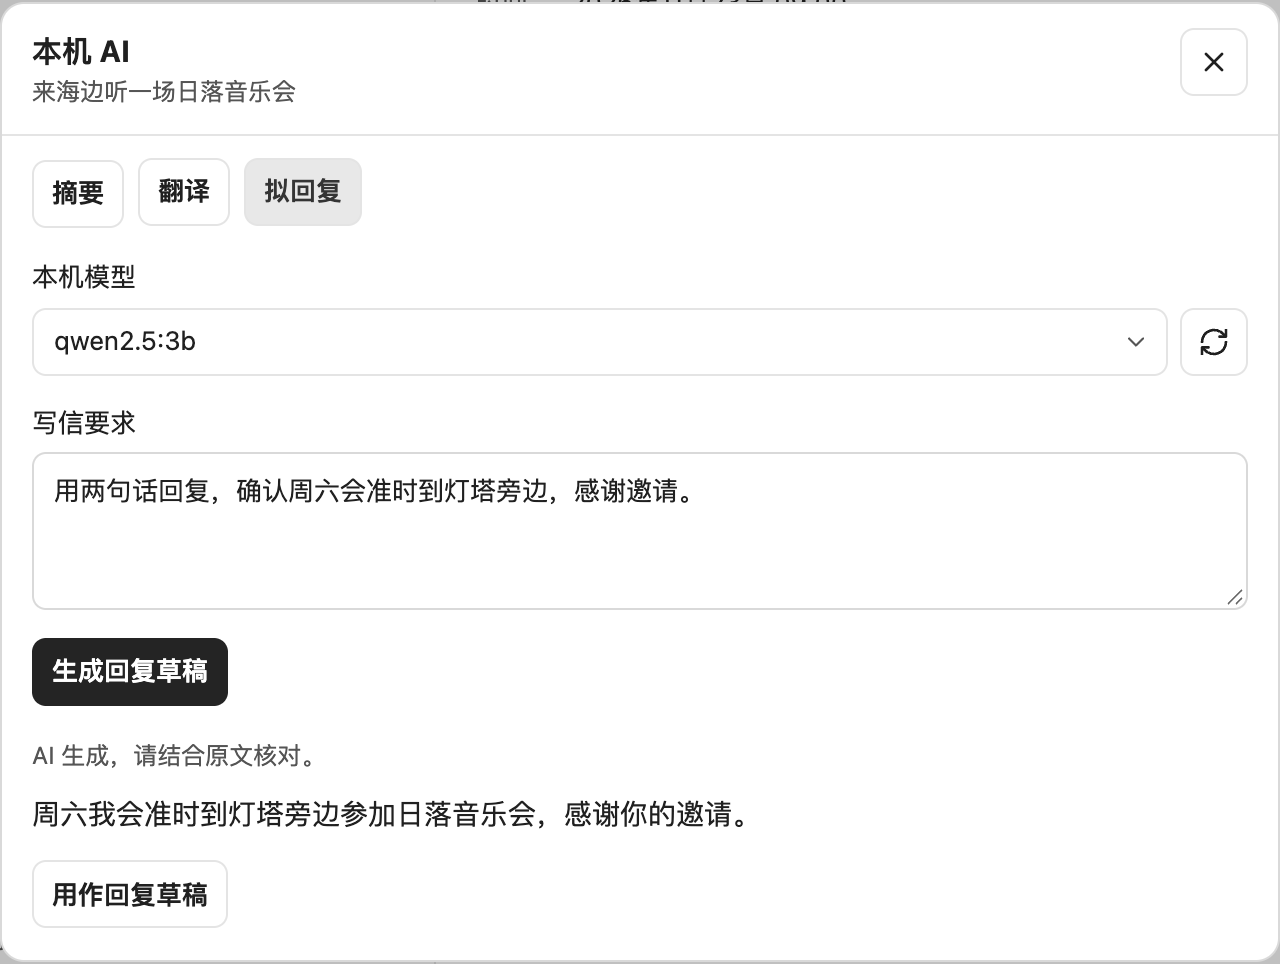 本机 AI
来海边听一场日落音乐会
摘要
翻译
拟回复
本机模型
qwen2.5:3b
写信要求
用两句话回复，确认周六会准时到灯塔旁边，感谢邀请。
生成回复草稿
AI 生成，请结合原文核对。
周六我会准时到灯塔旁边参加日落音乐会，感谢你的邀请。
用作回复草稿